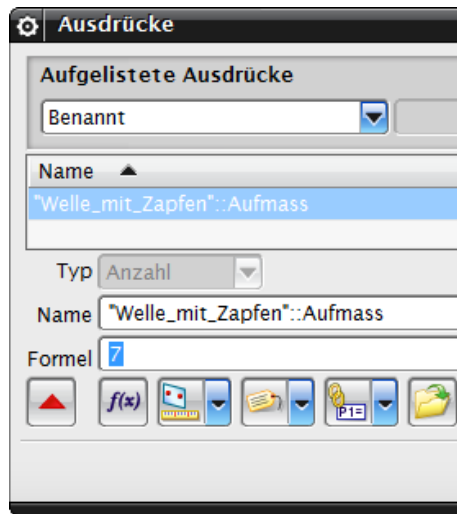 Ausdrücke
Aufgelistete Ausdrücke
Benannt
Name
"Welle_mit_Zapfen"::Aufmass
Typ Anzahl
Name "Welle_mit_Zapfen"::Aufmass
Formel 7
f(x) P1=